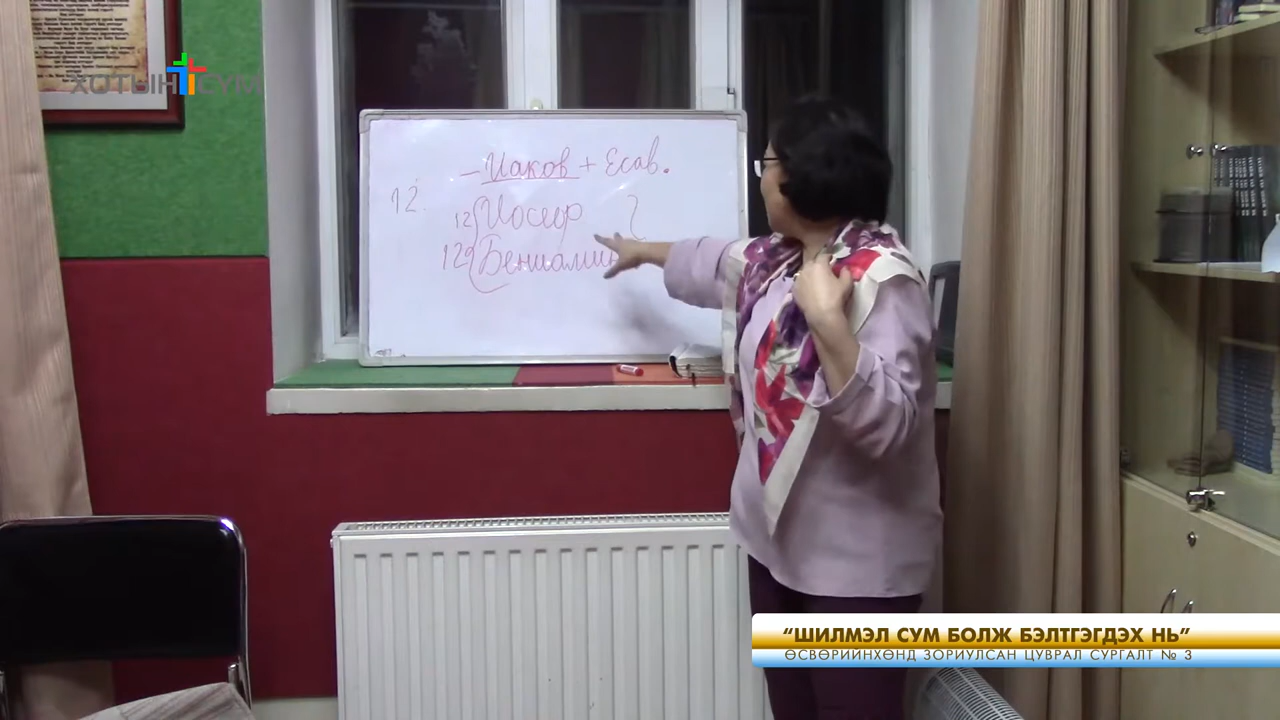 ХОТЫН СҮМ
– Иаков + Есав.
12.
12 { Иосиф }
12 { Бениамин
“ШИЛМЭЛ СУМ БОЛЖ БЭЛТГЭГДЭХ НЬ”
ӨСВӨРИЙНХӨНД ЗОРИУЛСАН ЦУВРАЛ СУРГАЛТ № 3